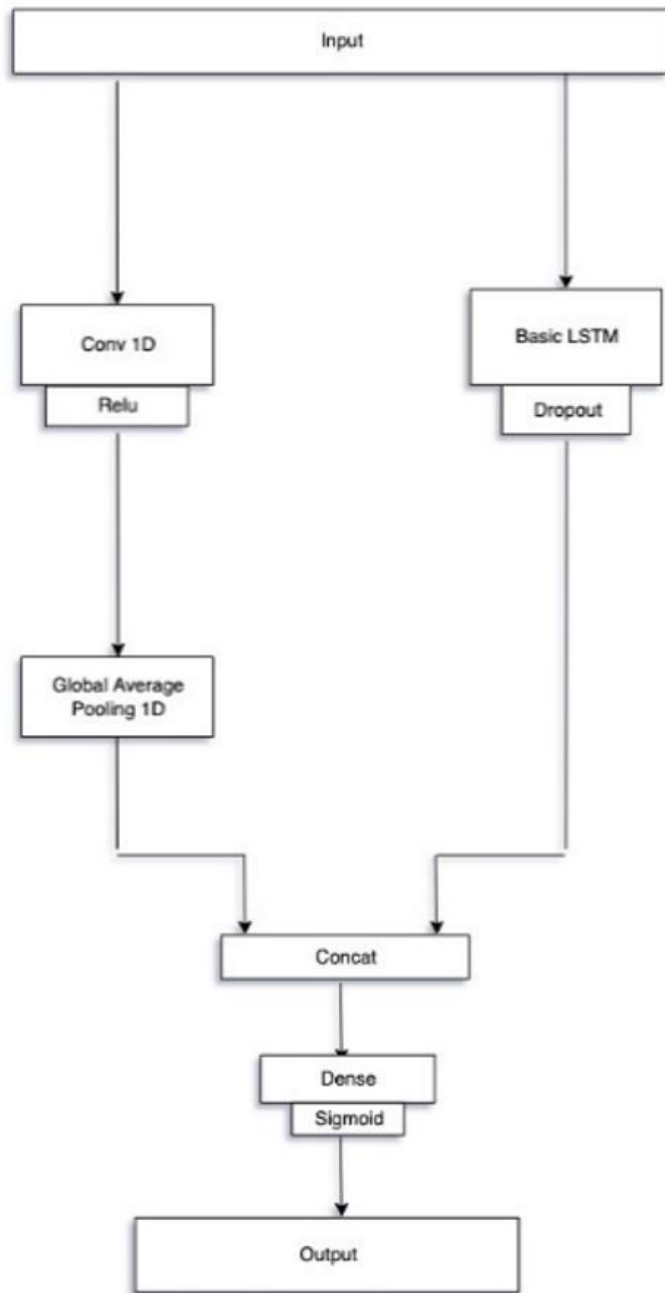 Input
Conv 1D
Relu
Basic LSTM
Dropout
Global Average
Pooling 1D
Concat
Dense
Sigmoid
Output